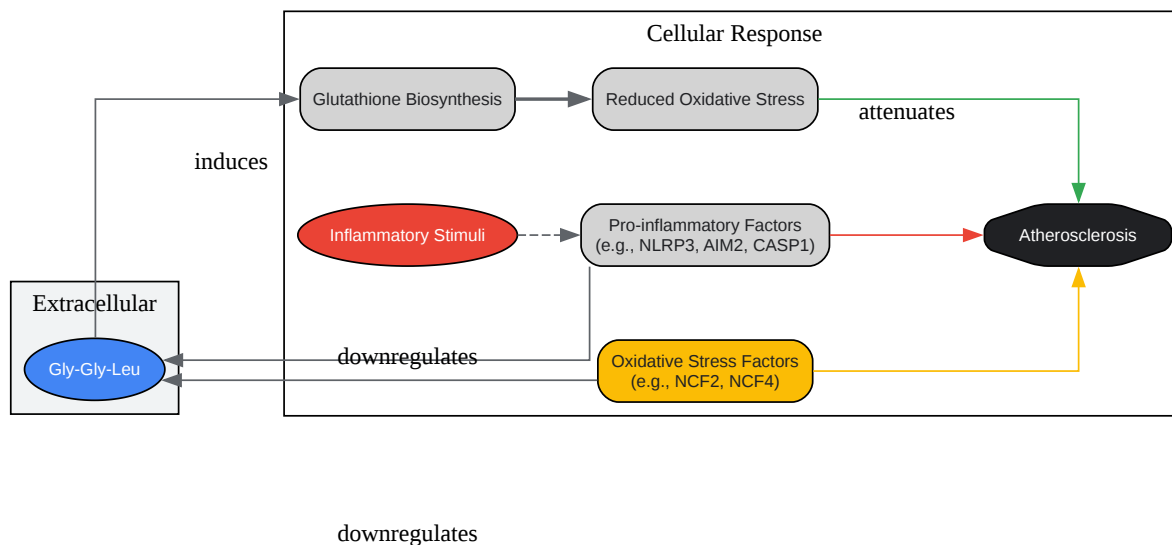 Cellular Response
Glutathione Biosynthesis
Reduced Oxidative Stress
attenuates
induces
Inflammatory Stimuli
Pro-inflammatory Factors
(e.g., NLRP3, AIM2, CASP1)
Atherosclerosis
Extracellular
Gly-Gly-Leu
downregulates
Oxidative Stress Factors
(e.g., NCF2, NCF4)
downregulates